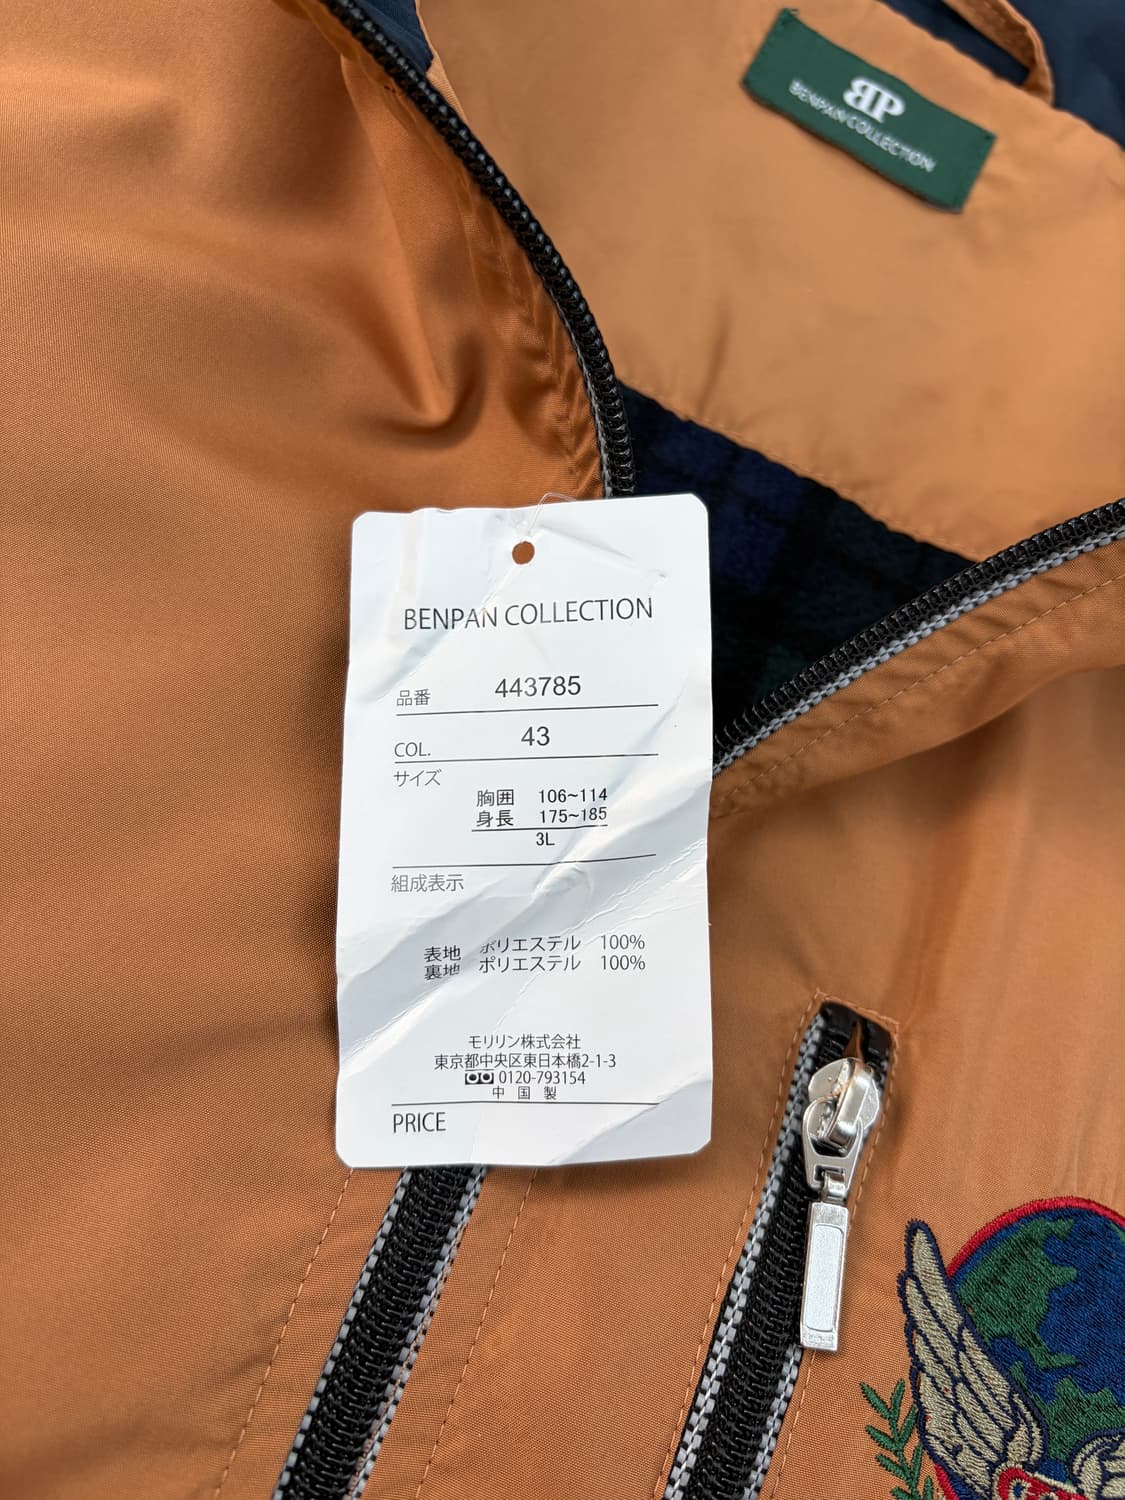 BP
BENPAN COLLECTION
BENPAN COLLECTION
品番 443785
COL. 43
サイズ
胸囲 106~114
身長 175~185
3L
組成表示
表地 ポリエステル 100%
裏地 ポリエステル 100%
モリリン株式会社
東京都中央区東日本橋2-1-3
0120-793154
中国製
PRICE